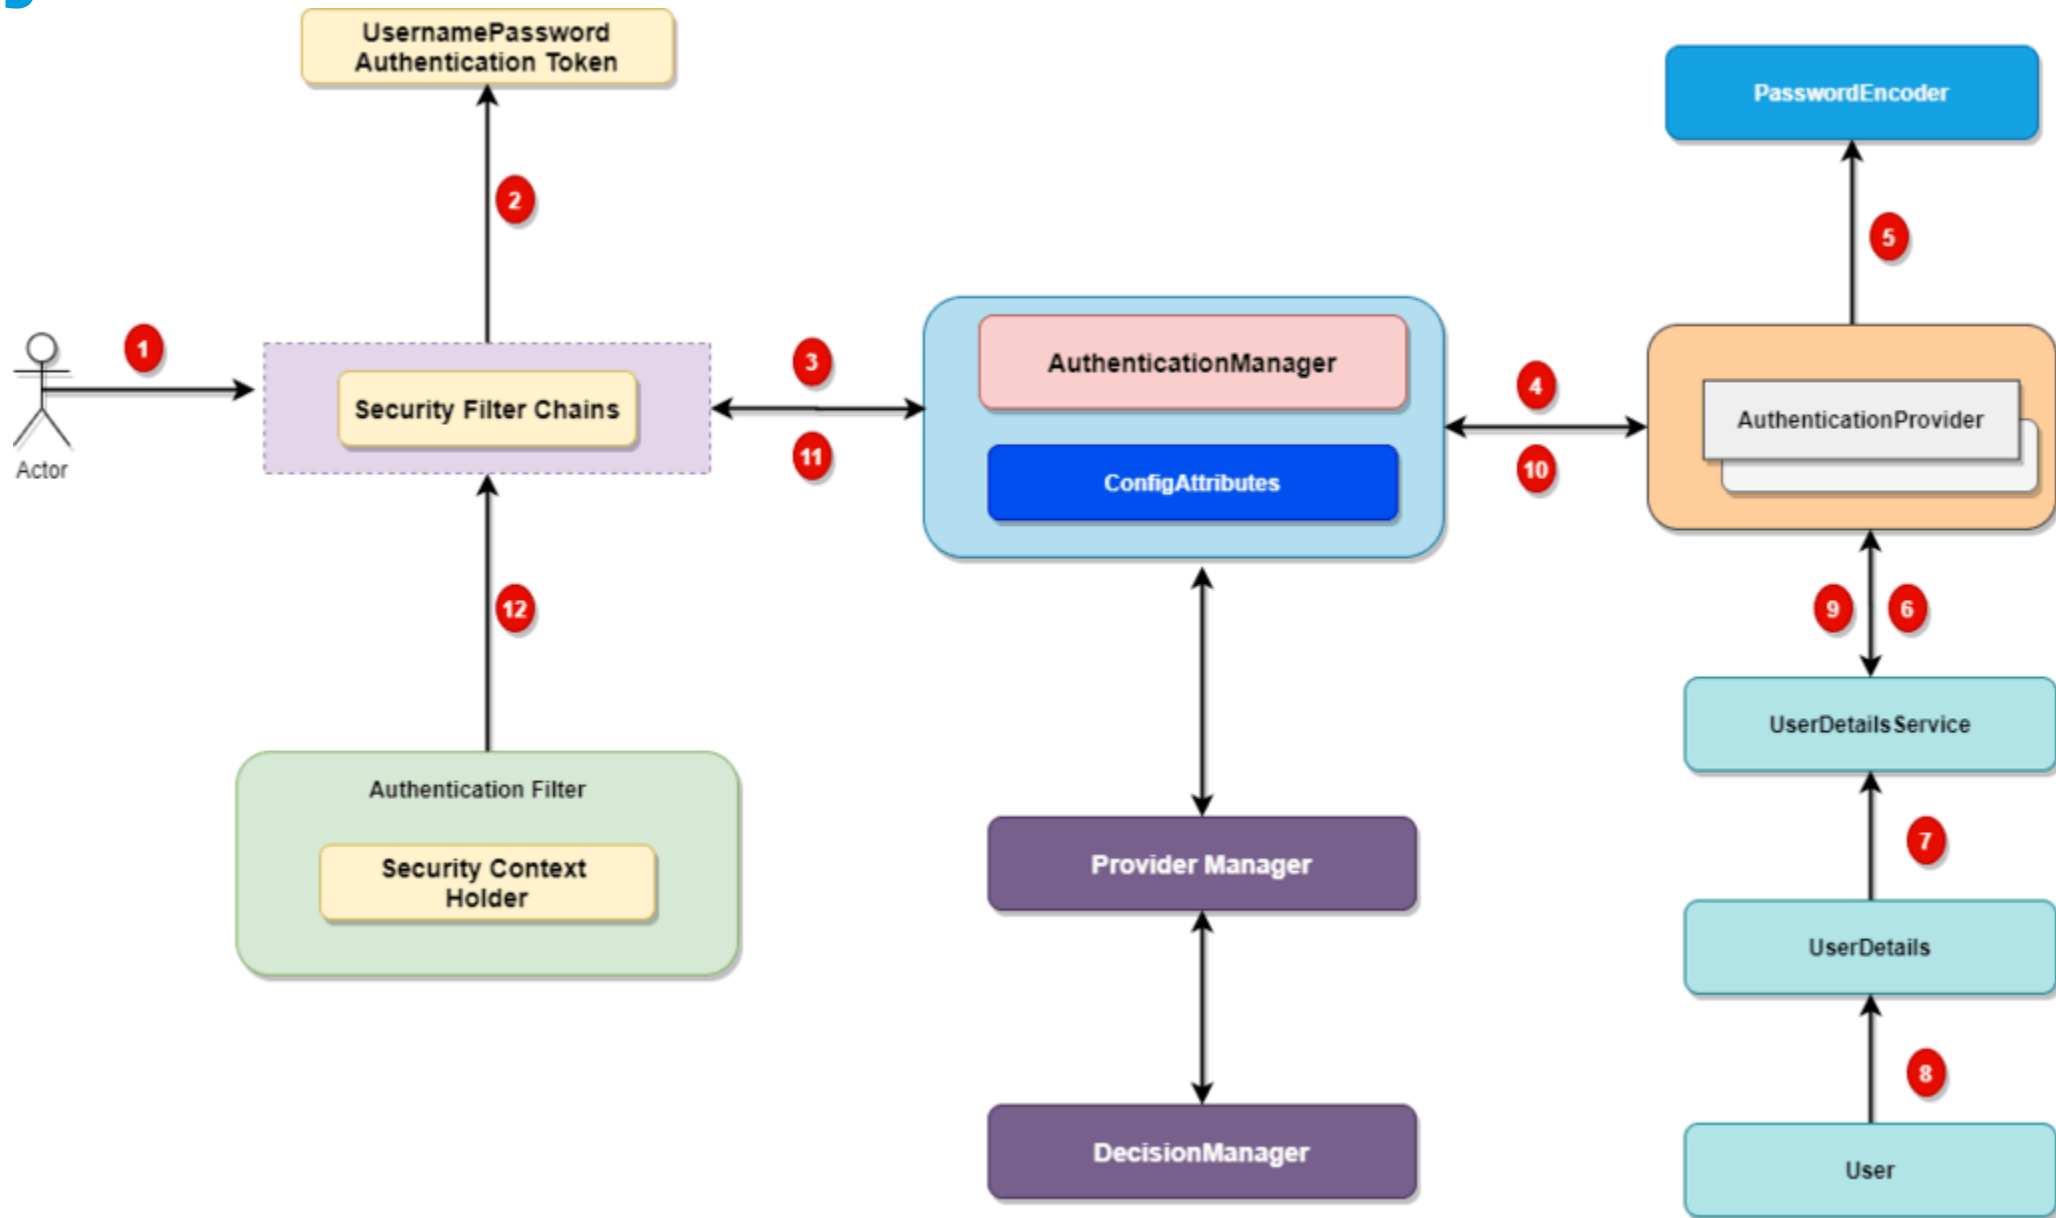 UsernamePassword
Authentication Token
PasswordEncoder
2
5
1
3
AuthenticationManager
4
Security Filter Chains
AuthenticationProvider
Actor
11
ConfigAttributes
10
12
9
6
UserDetailsService
Authentication Filter
7
Security Context
Holder
Provider Manager
UserDetails
8
DecisionManager
User